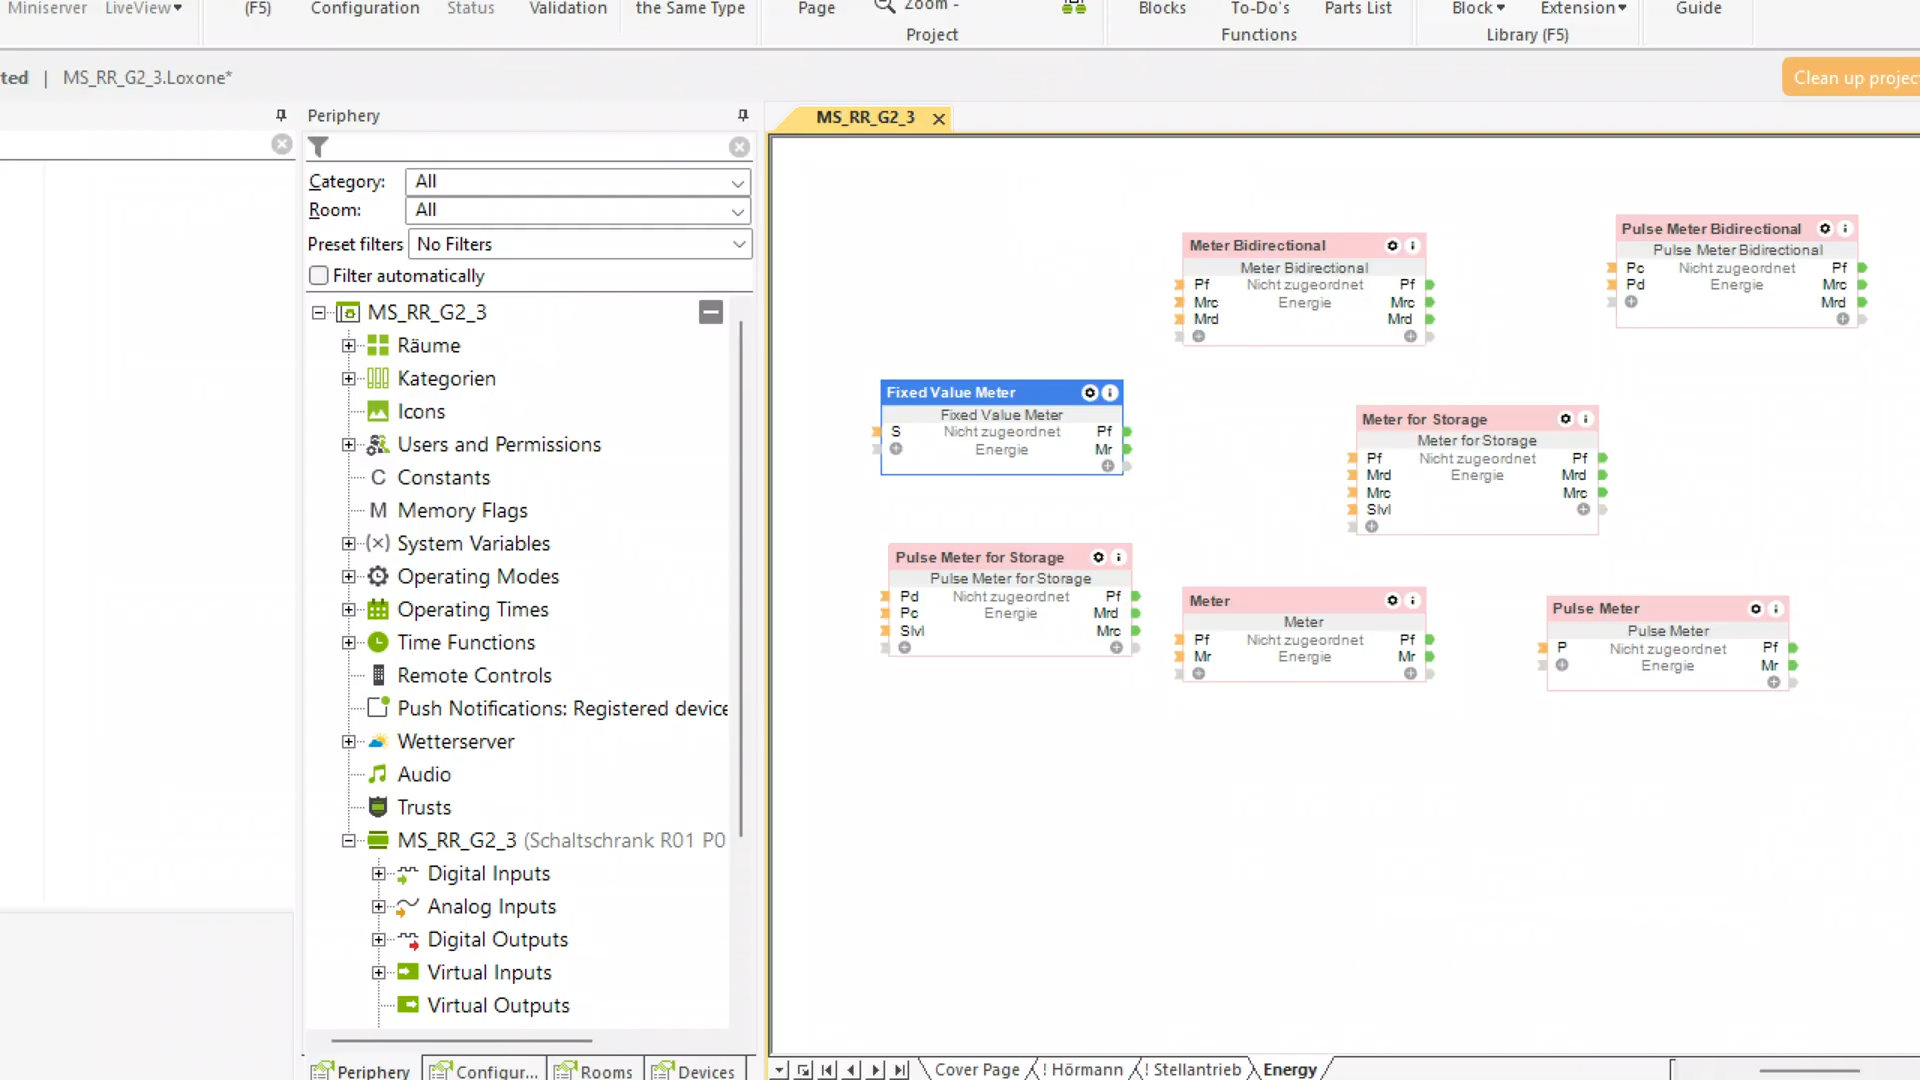 Miniserver LiveView (F5) Configuration Status Validation the Same Type Page Zoom - Blocks To-Do's Parts List Block Extension Guide
Project Functions Library (F5)
ted | MS_RR_G2_3.Loxone* Clean up projec
Periphery
MS_RR_G2_3
Category: All
Room: All
Preset filters No Filters
Filter automatically
MS_RR_G2_3
Räume
Kategorien
Icons
Users and Permissions
C Constants
M Memory Flags
(x) System Variables
Operating Modes
Operating Times
Time Functions
Remote Controls
Push Notifications: Registered device
Wetterserver
Audio
Trusts
MS_RR_G2_3 (Schaltschrank R01 P0
Digital Inputs
Analog Inputs
Digital Outputs
Virtual Inputs
Virtual Outputs
Periphery Configur... Rooms Devices
Meter Bidirectional
Meter Bidirectional
Pf Nicht zugeordnet Pf
Mrc Energie Mrc
Mrd Mrd
Pulse Meter Bidirectional
Pulse Meter Bidirectional
Pc Nicht zugeordnet Pf
Pd Energie Mrc
Mrd
Fixed Value Meter
Fixed Value Meter
S Nicht zugeordnet Pf
Energie Mr
Meter for Storage
Meter for Storage
Pf Nicht zugeordnet Pf
Mrd Energie Mrd
Mrc Mrc
Slvl
Pulse Meter for Storage
Pulse Meter for Storage
Pd Nicht zugeordnet Pf
Pc Energie Mrd
Slvl Mrc
Meter
Meter
Pf Nicht zugeordnet Pf
Mr Energie Mr
Pulse Meter
Pulse Meter
P Nicht zugeordnet Pf
Energie Mr
Cover Page ! Hörmann ! Stellantrieb Energy